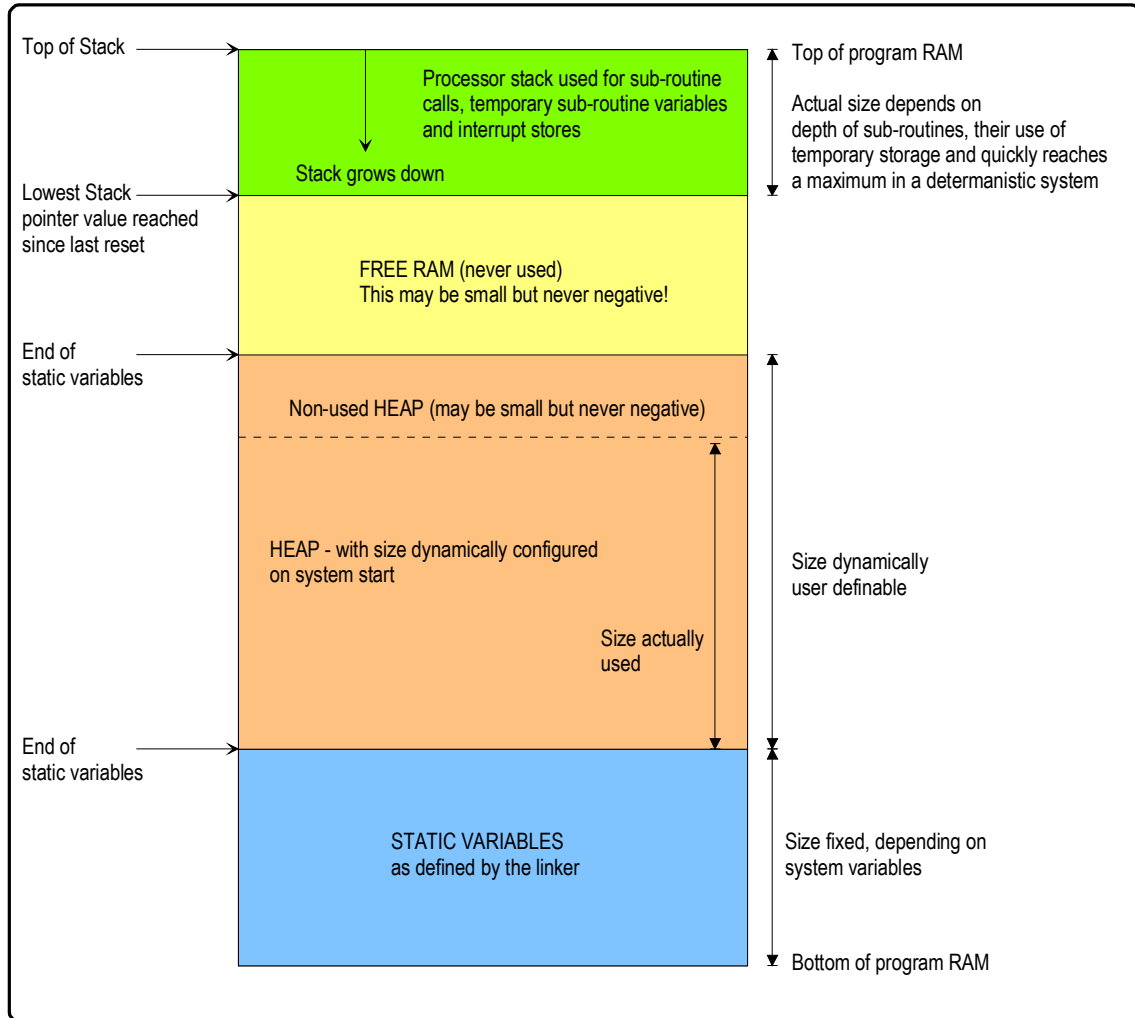 Top of Stack
Processor stack used for sub-routine
calls, temporary sub-routine variables
and interrupt stores
Stack grows down
Top of program RAM
Actual size depends on
depth of sub-routines, their use of
temporary storage and quickly reaches
a maximum in a determanistic system
Lowest Stack
pointer value reached
since last reset
FREE RAM (never used)
This may be small but never negative!
End of
static variables
Non-used HEAP (may be small but never negative)
HEAP - with size dynamically configured
on system start
Size actually
used
Size dynamically
user definable
End of
static variables
STATIC VARIABLES
as defined by the linker
Size fixed, depending on
system variables
Bottom of program RAM